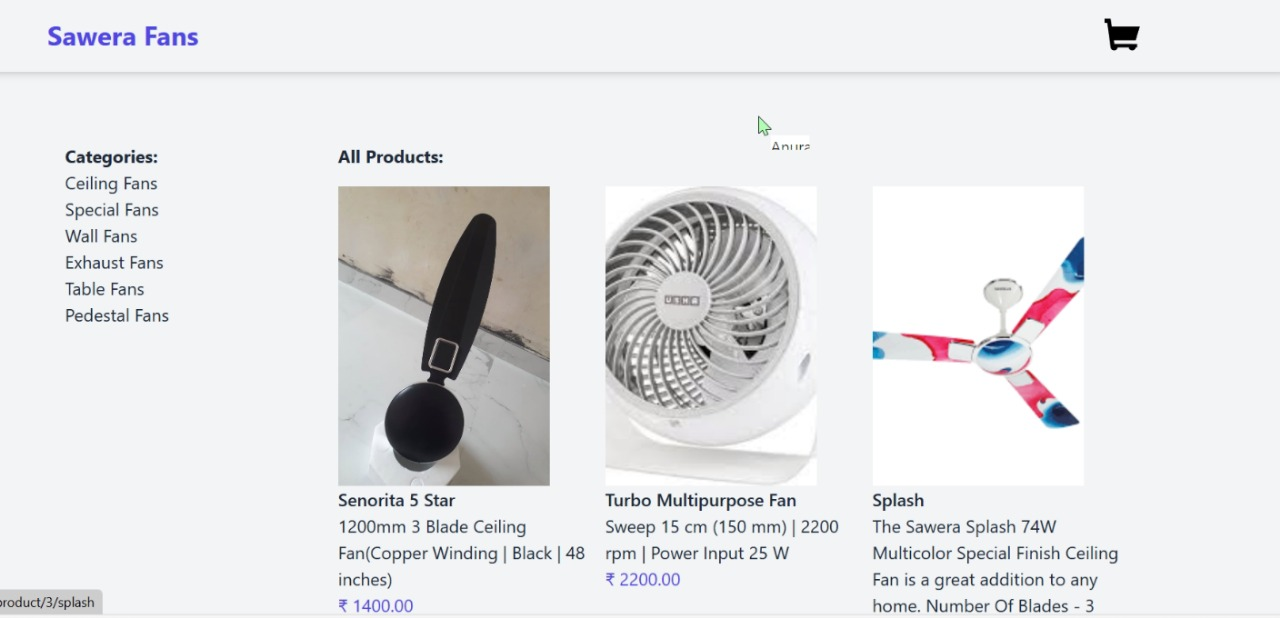 Sawera Fans
Categories:
Ceiling Fans
Special Fans
Wall Fans
Exhaust Fans
Table Fans
Pedestal Fans
All Products:
USHA
Senorita 5 Star
1200mm 3 Blade Ceiling
Fan(Copper Winding | Black | 48
inches)
₹ 1400.00
Turbo Multipurpose Fan
Sweep 15 cm (150 mm) | 2200
rpm | Power Input 25 W
₹ 2200.00
Splash
The Sawera Splash 74W
Multicolor Special Finish Ceiling
Fan is a great addition to any
home. Number Of Blades - 3
product/3/splash